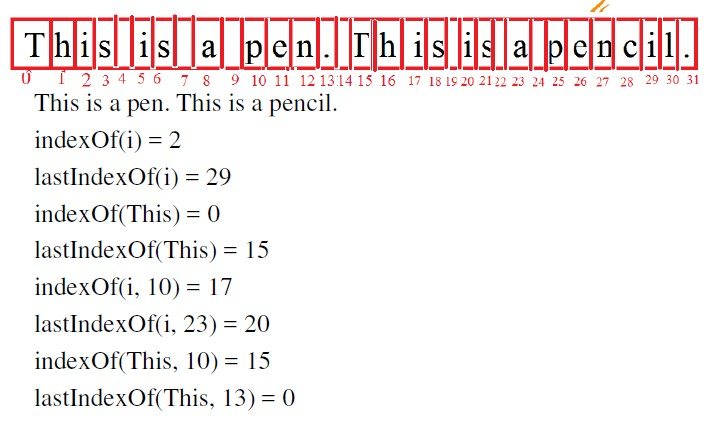 This is a pen. This is a pencil.
0 1 2 3 4 5 6 7 8 9 10 11 12 13 14 15 16 17 18 19 20 21 22 23 24 25 26 27 28 29 30 31
This is a pen. This is a pencil.
indexOf(i) = 2
lastIndexOf(i) = 29
indexOf(This) = 0
lastIndexOf(This) = 15
indexOf(i, 10) = 17
lastIndexOf(i, 23) = 20
indexOf(This, 10) = 15
lastIndexOf(This, 13) = 0